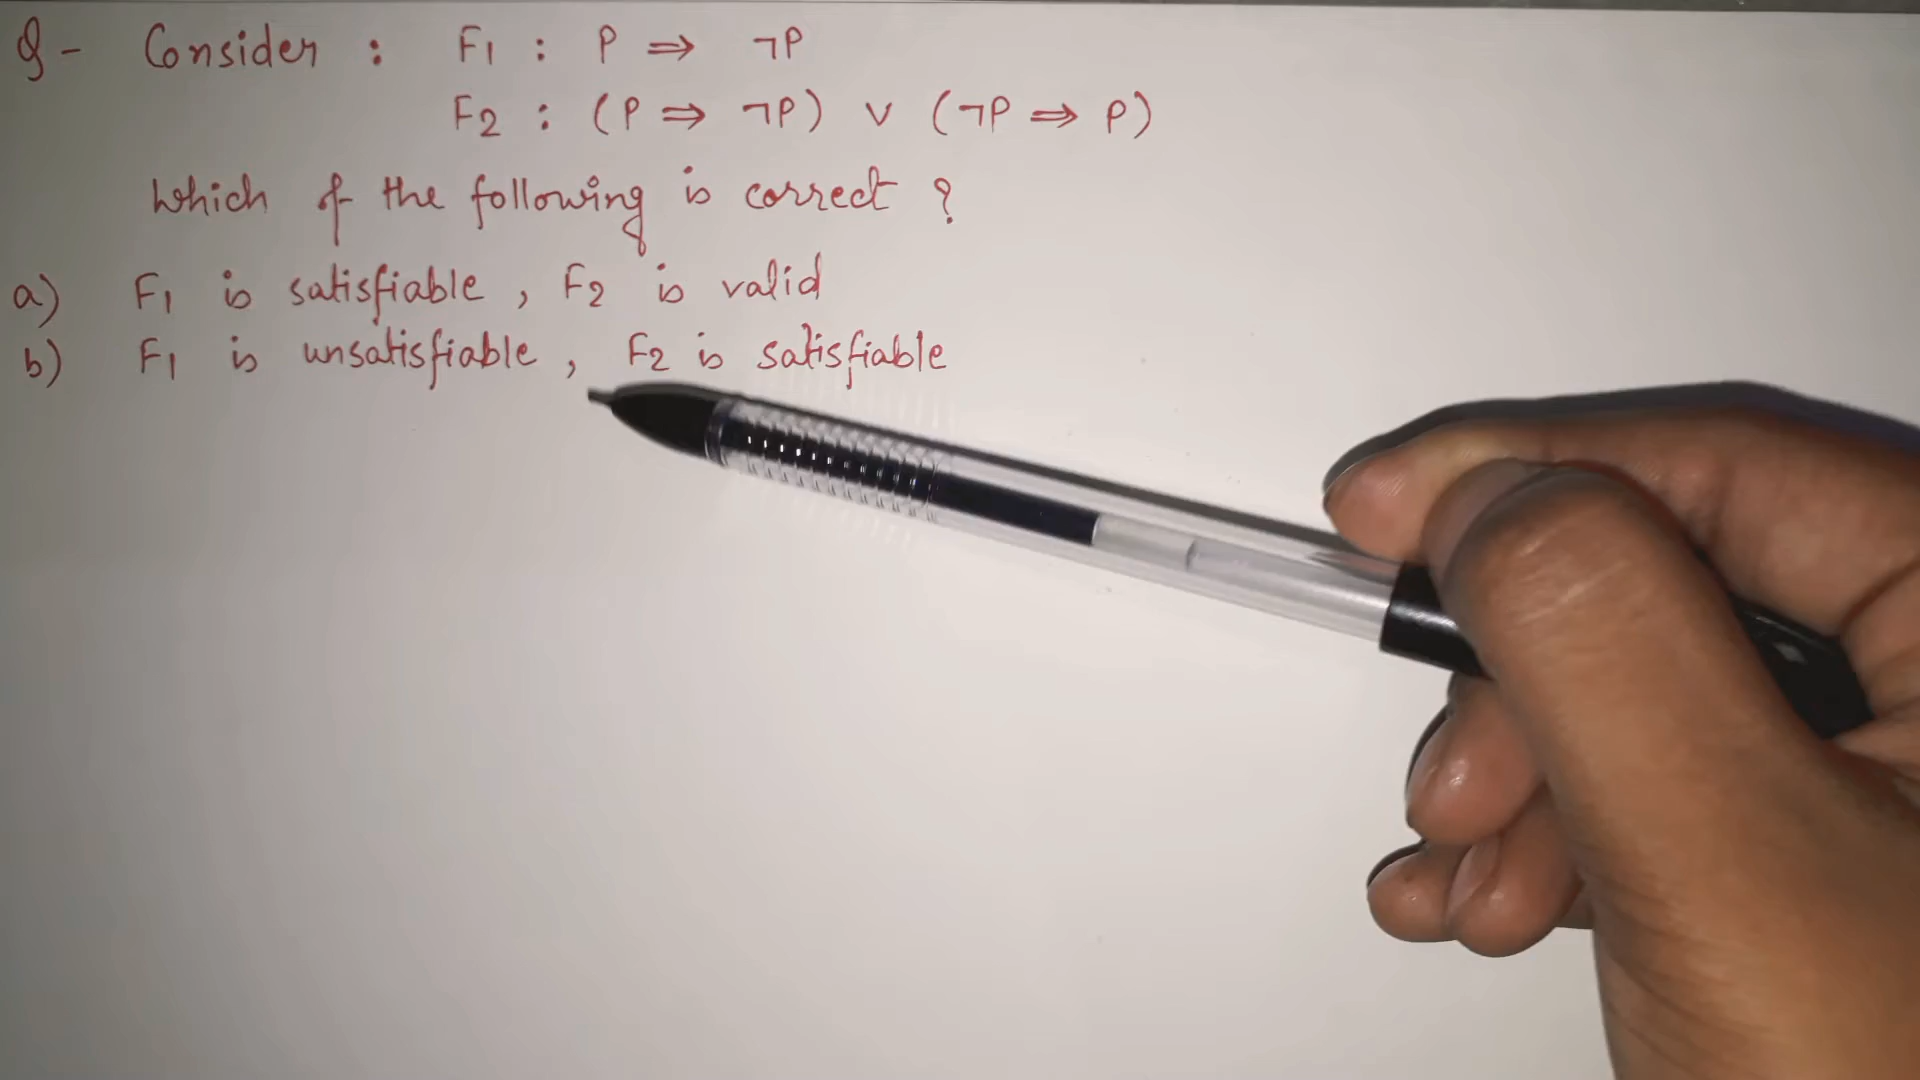 Q- Consider : F1 : P ⇒ ¬P
F2 : (P ⇒ ¬P) ∨ (¬P ⇒ P)
Which of the following is correct ?
a) F1 is satisfiable , F2 is valid
b) F1 is unsatisfiable , F2 is satisfiable